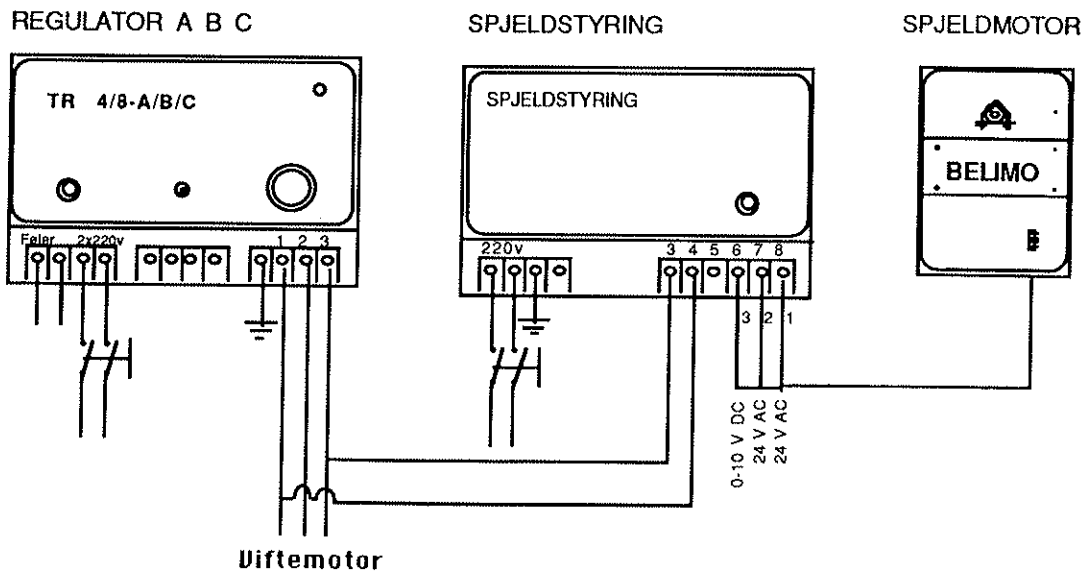 REGULATOR A B C
SPJELDSTYRING
SPJELDMOTOR
TR 4/8-A/B/C
SPJELDSTYRING
BELIMO
Føler 2x220v
1 2 3
220v
3 4 5 6 7 8
3 2 1
0-10 V DC
24 V AC
24 V AC
Viftemotor